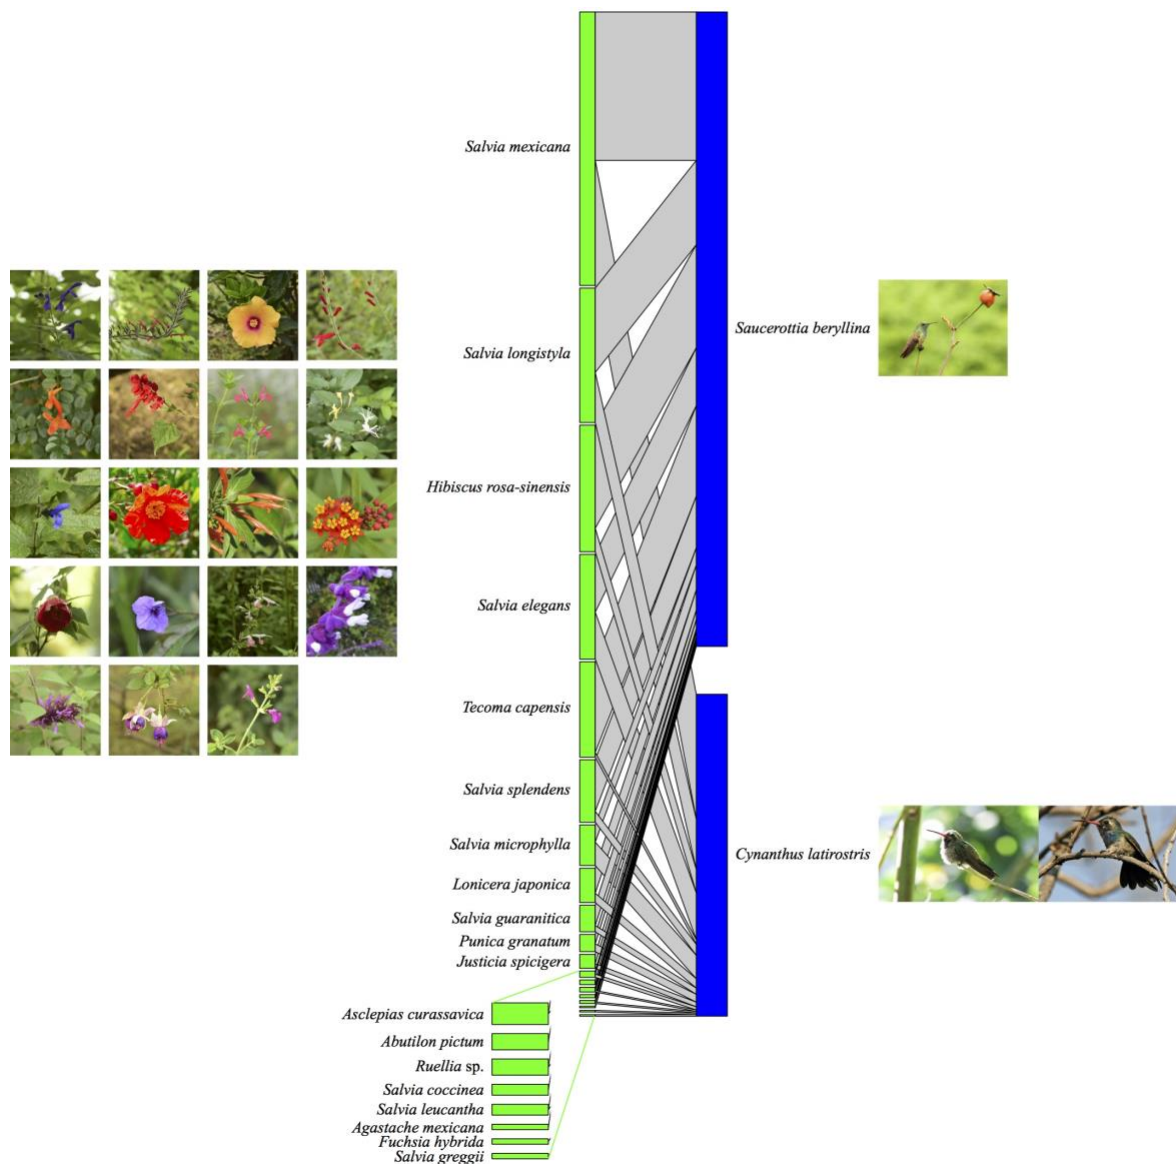 Salvia mexicana
Salvia longistyla
Saucerottia beryllina
Hibiscus rosa-sinensis
Salvia elegans
Tecoma capensis
Salvia splendens
Salvia microphylla
Cynanthus latirostris
Lonicera japonica
Salvia guaranitica
Punica granatum
Justicia spicigera
Asclepias curassavica
Abutilon pictum
Ruellia sp.
Salvia coccinea
Salvia leucantha
Agastache mexicana
Fuchsia hybrida
Salvia greggii